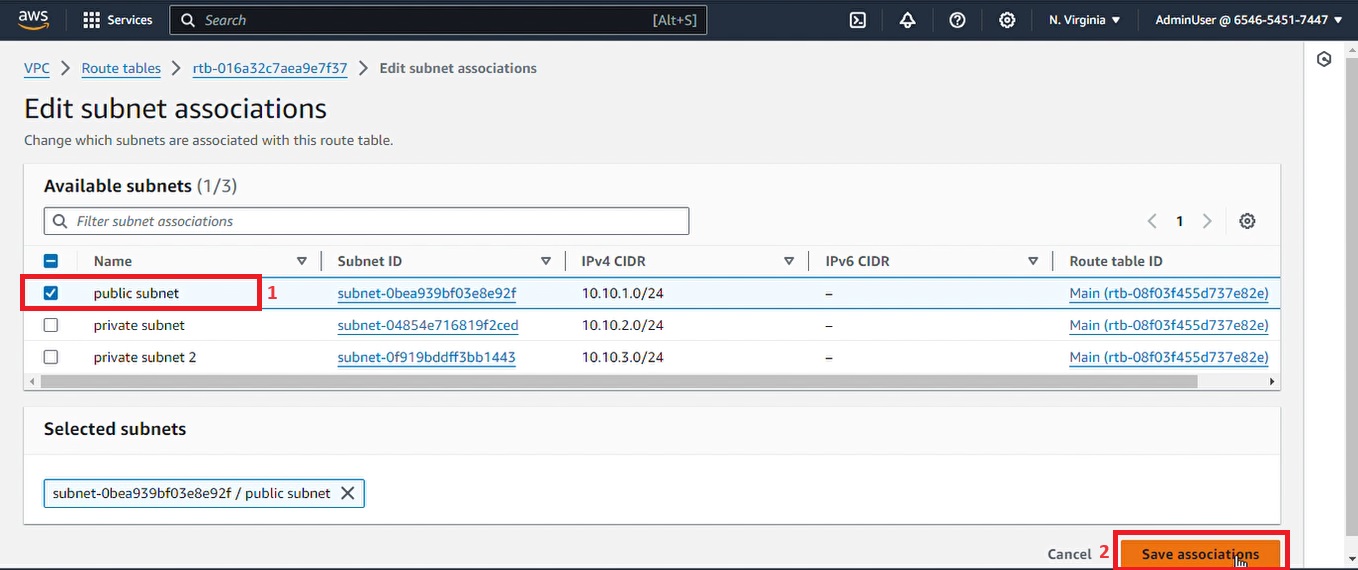 aws Services Search [Alt+S] N. Virginia AdminUser @ 6546-5451-7447
VPC Route tables rtb-016a32c7aea9e7f37 Edit subnet associations
Edit subnet associations
Change which subnets are associated with this route table.
Available subnets (1/3)
Filter subnet associations 1
Name Subnet ID IPv4 CIDR IPv6 CIDR Route table ID
public subnet 1 subnet-0bea939bf03e8e92f 10.10.1.0/24 – Main (rtb-08f03f455d737e82e)
private subnet subnet-04854e716819f2ced 10.10.2.0/24 – Main (rtb-08f03f455d737e82e)
private subnet 2 subnet-0f919bddff3bb1443 10.10.3.0/24 – Main (rtb-08f03f455d737e82e)
Selected subnets
subnet-0bea939bf03e8e92f / public subnet
Cancel 2 Save associations